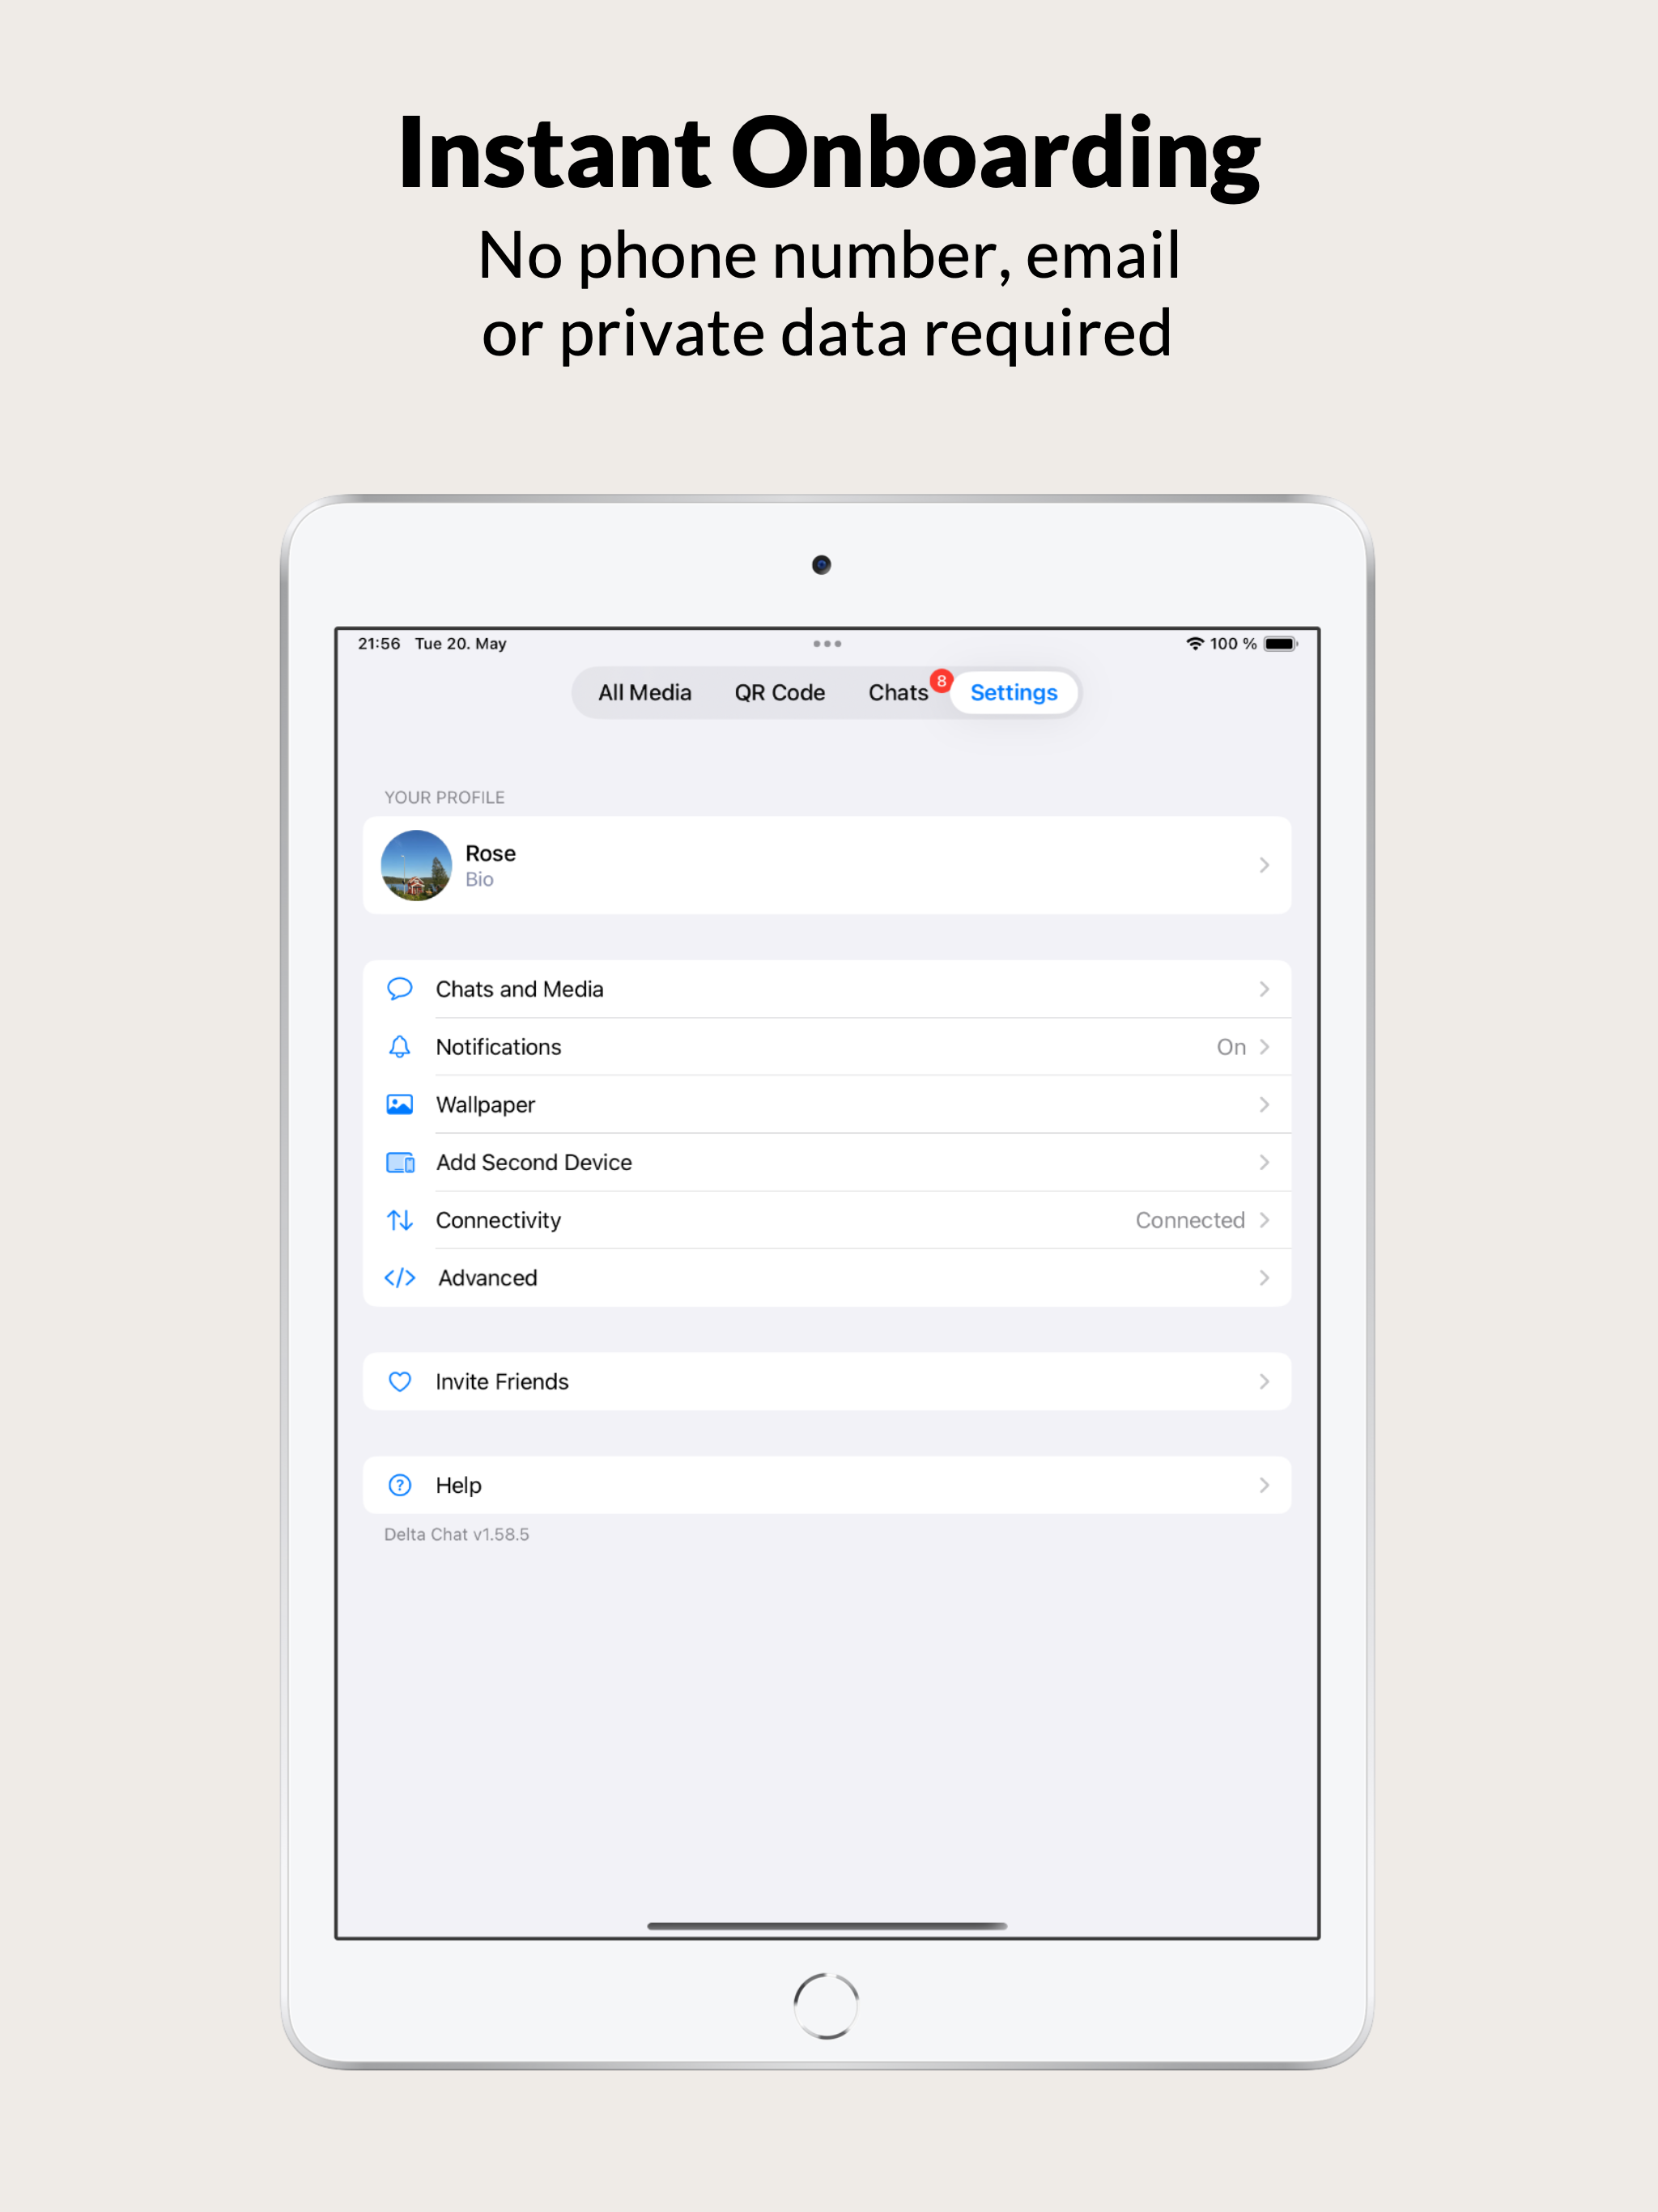 Instant Onboarding
No phone number, email
or private data required
21:56 Tue 20. May
100 %
All Media QR Code Chats 8 Settings
YOUR PROFILE
Rose
Bio
Chats and Media
Notifications On
Wallpaper
Add Second Device
Connectivity Connected
</> Advanced
Invite Friends
? Help
Delta Chat v1.58.5